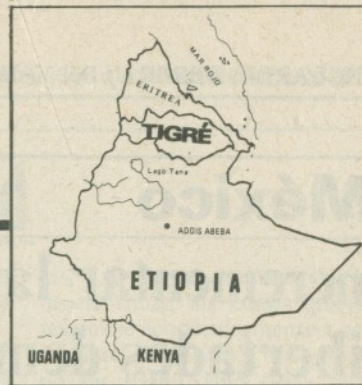 MAR ROJO
ERITREA
TIGRÉ
Lago Tana
ADDIS ABEBA
ETIOPIA
UGANDA
KENYA
México